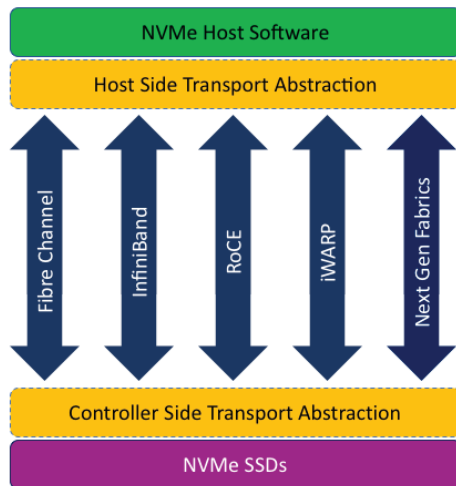 NVMe Host Software
Host Side Transport Abstraction
Fibre Channel
InfiniBand
RoCE
iWARP
Next Gen Fabrics
Controller Side Transport Abstraction
NVMe SSDs